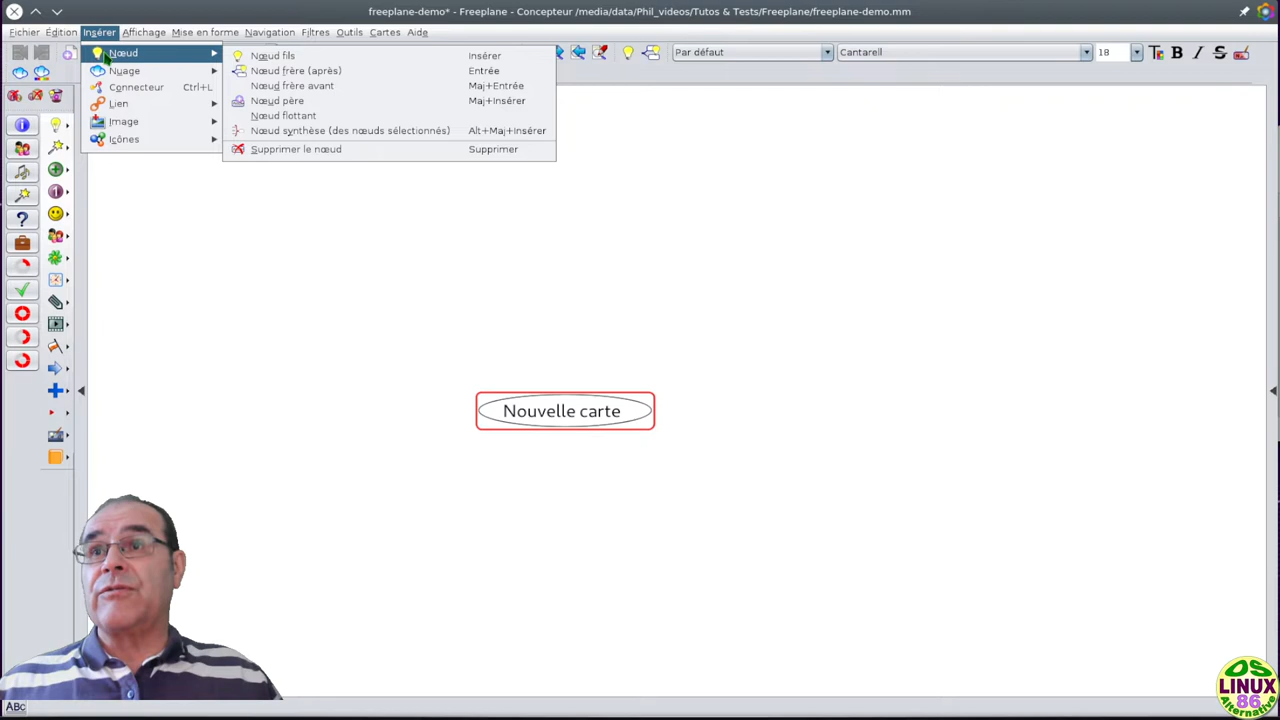 freeplane-demo* - Freeplane - Concepteur /media/data/Phil_videos/Tutos & Tests/Freeplane/freeplane-demo.mm
Fichier Édition Insérer Affichage Mise en forme Navigation Filtres Outils Cartes Aide
Nœud
Nuage
Connecteur Ctrl+L
Lien
Image
Icônes
Nœud fils Insérer
Nœud frère (après) Entrée
Nœud frère avant Maj+Entrée
Nœud père Maj+Insérer
Nœud flottant
Nœud synthèse (des nœuds sélectionnés) Alt+Maj+Insérer
Supprimer le nœud Supprimer
Par défaut Cantarell 18
Nouvelle carte
ABc
OS
LINUX
86
Alternative